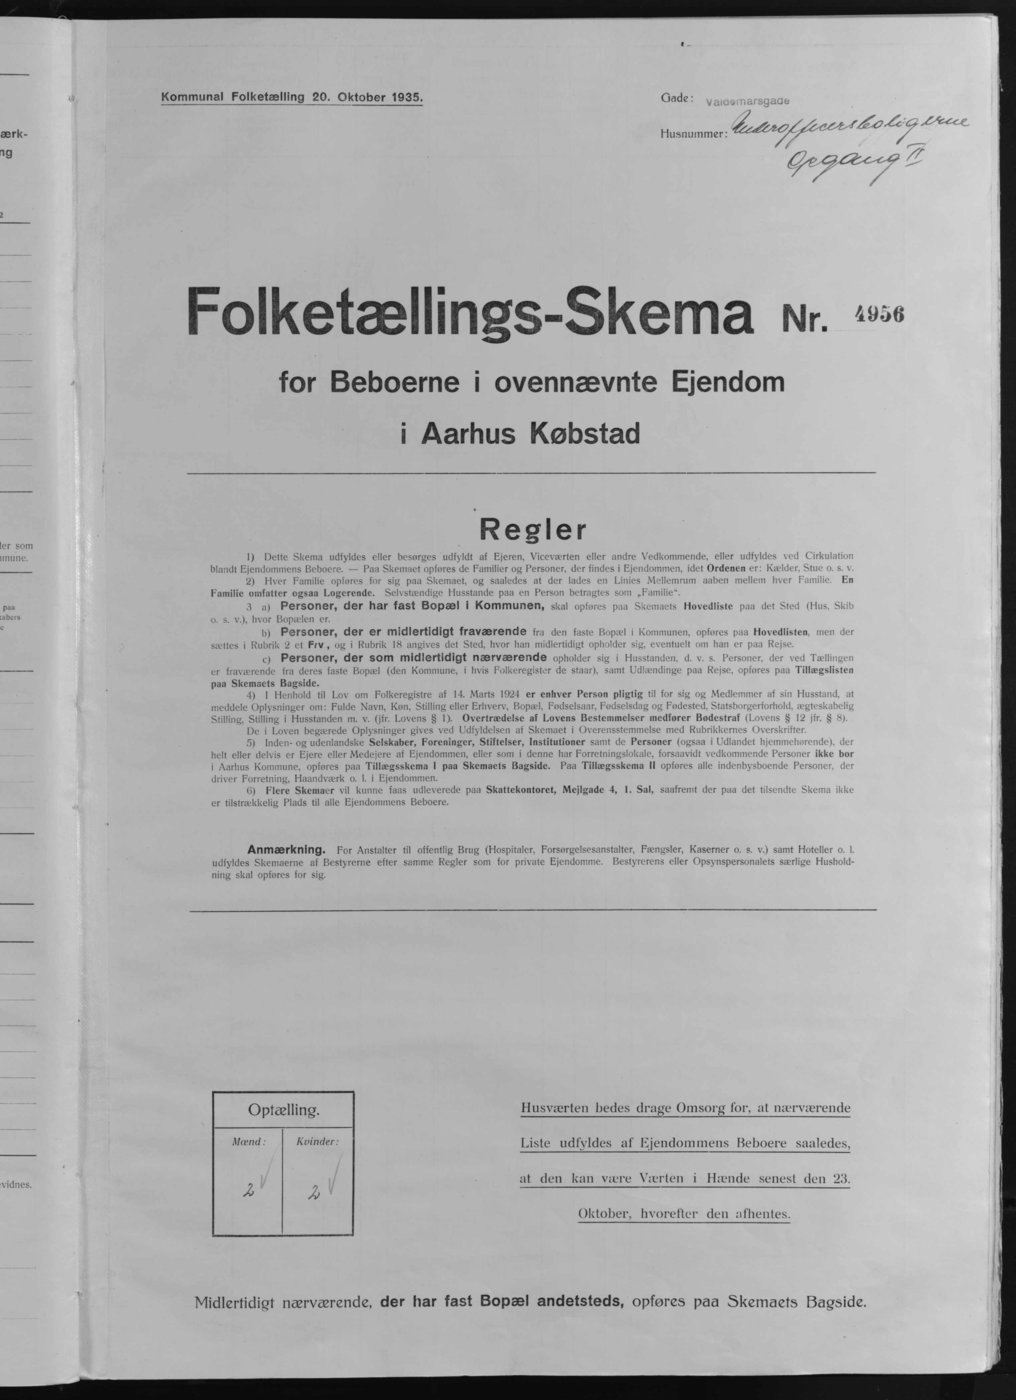 ærk-
ng
2
ler som
mmune.
paa
tabers
e
vidnes.
Kommunal Folketælling 20. Oktober 1935.
Gade: Valdemarsgade
Husnummer: Underofficersboligerne
Opgang II
Folketællings-Skema Nr. 4956
for Beboerne i ovennævnte Ejendom
i Aarhus Købstad
Regler
1) Dette Skema udfyldes eller besørges udfyldt af Ejeren, Viceværten eller andre Vedkommende, eller udfyldes ved Cirkulation
blandt Ejendommens Beboere. — Paa Skemaet opføres de Familier og Personer, der findes i Ejendommen, idet Ordenen er: Kælder, Stue o. s. v.
2) Hver Familie opføres for sig paa Skemaet, og saaledes at der lades en Linies Mellemrum aaben mellem hver Familie. En
Familie omfatter ogsaa Logerende. Selvstændige Husstande paa en Person betragtes som „Familie“.
3 a) Personer, der har fast Bopæl i Kommunen, skal opføres paa Skemaets Hovedliste paa det Sted (Hus, Skib
o. s. v.), hvor Bopælen er.
b) Personer, der er midlertidigt fraværende fra den faste Bopæl i Kommunen, opføres paa Hovedlisten, men der
sættes i Rubrik 2 et Frv., og i Rubrik 18 angives det Sted, hvor han midlertidigt opholder sig, eventuelt om han er paa Rejse.
c) Personer, der som midlertidigt nærværende opholder sig i Husstanden, d. v. s. Personer, der ved Tællingen
er fraværende fra deres faste Bopæl (den Kommune, i hvis Folkeregister de staar), samt Udlændinge paa Rejse, opføres paa Tillægslisten
paa Skemaets Bagside.
4) I Henhold til Lov om Folkeregistre af 14. Marts 1924 er enhver Person pligtig til for sig og Medlemmer af sin Husstand, at
meddele Oplysninger om: Fulde Navn, Køn, Stilling eller Erhverv, Bopæl, Fødselsaar, Fødselsdag og Fødested, Statsborgerforhold, ægteskabelig
Stilling, Stilling i Husstanden m. v. (jfr. Lovens § 1). Overtrædelse af Lovens Bestemmelser medfører Bødestraf (Lovens § 12 jfr. § 8).
De i Loven begærede Oplysninger gives ved Udfyldelsen af Skemaet i Overensstemmelse med Rubrikkernes Overskrifter.
5) Inden- og udenlandske Selskaber, Foreninger, Stiftelser, Institutioner samt de Personer (ogsaa i Udlandet hjemmehørende), der
helt eller delvis er Ejere eller Medejere af Ejendommen, eller som i denne har Forretningslokale, forsaavidt vedkommende Personer ikke bor
i Aarhus Kommune, opføres paa Tillægsskema I paa Skemaets Bagside. Paa Tillægsskema II opføres alle indenbysboende Personer, der
driver Forretning, Haandværk o. l. i Ejendommen.
6) Flere Skemaer vil kunne faas udleverede paa Skattekontoret, Mejlgade 4, 1. Sal, saafremt der paa det tilsendte Skema ikke
er tilstrækkelig Plads til alle Ejendommens Beboere.
Anmærkning. For Anstalter til offentlig Brug (Hospitaler, Forsørgelsesanstalter, Fængsler, Kaserner o. s. v.) samt Hoteller o. l.
udfyldes Skemaerne af Bestyrerne efter samme Regler som for private Ejendomme. Bestyrerens eller Opsynspersonalets særlige Hushold-
ning skal opføres for sig.
Optælling.
Mænd: Kvinder:
2 2
Husværten bedes drage Omsorg for, at nærværende
Liste udfyldes af Ejendommens Beboere saaledes,
at den kan være Værten i Hænde senest den 23.
Oktober, hvorefter den afhentes.
Midlertidigt nærværende, der har fast Bopæl andetsteds, opføres paa Skemaets Bagside.